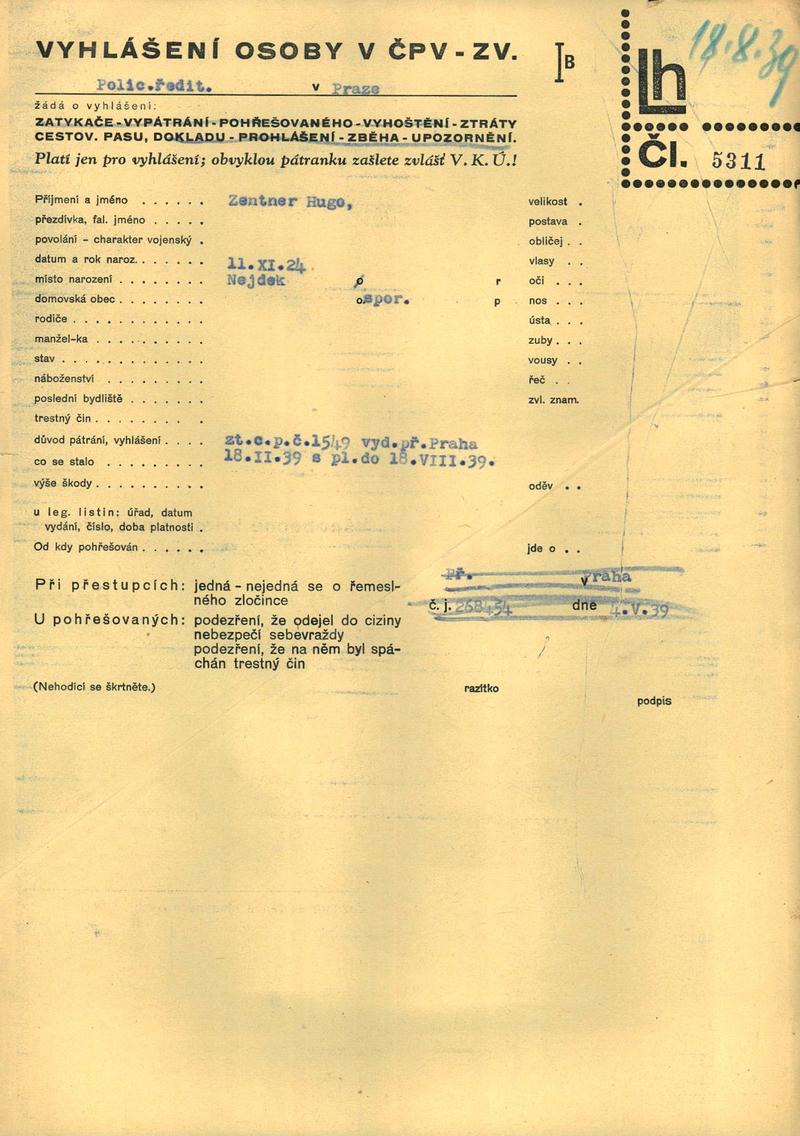 VYHLÁŠENÍ OSOBY V ČPV - ZV.
I B
lh
18.8.39
Polic.ředit. v Praze
žádá o vyhlášení:
ZATYKAČE - VYPÁTRÁNÍ - POHŘEŠOVANÉHO - VYHOŠTĚNÍ - ZTRÁTY
CESTOV. PASU, DOKLADU - PROHLÁŠENÍ - ZBĚHA - UPOZORNĚNÍ.
Platí jen pro vyhlášení; obvyklou pátranku zašlete zvlášť V. K. Ú.!
Čl. 5311
Příjmení a jméno . . . . . . Zentner Hugo, velikost .
přezdívka, fal. jméno . . . . . postava .
povolání – charakter vojenský . obličej . .
datum a rok naroz. . . . . . . 11.XI.24. vlasy . .
místo narození . . . . . . . . Nejdek o r oči . . .
domovská obec . . . . . . . . o spor. p nos . . .
rodiče . . . . . . . . . . . . ústa . . .
manžel-ka . . . . . . . . . . zuby . . .
stav . . . . . . . . . . . . . vousy . .
náboženství . . . . . . . . . řeč . .
poslední bydliště . . . . . . . zvl. znam.
trestný čin . . . . . . . . .
důvod pátrání, vyhlášení . . . . zt.c.p.č.1549 vyd.př.Praha
co se stalo . . . . . . . . . 18.II.39 s pl.do 18.VIII.39.
výše škody . . . . . . . . . . oděv . .
u leg. listin: úřad, datum
vydání, číslo, doba platnosti .
Od kdy pohřešován . . . . . . jde o . .
Př. v Praha
Při přestupcích: jedná - nejedná se o řemesl-
ného zločince
č. j. 268454 dne 4.V.39
U pohřešovaných: podezření, že odejel do ciziny
nebezpečí sebevraždy
podezření, že na něm byl spá-
chán trestný čin
(Nehodící se škrtněte.) razítko
podpis